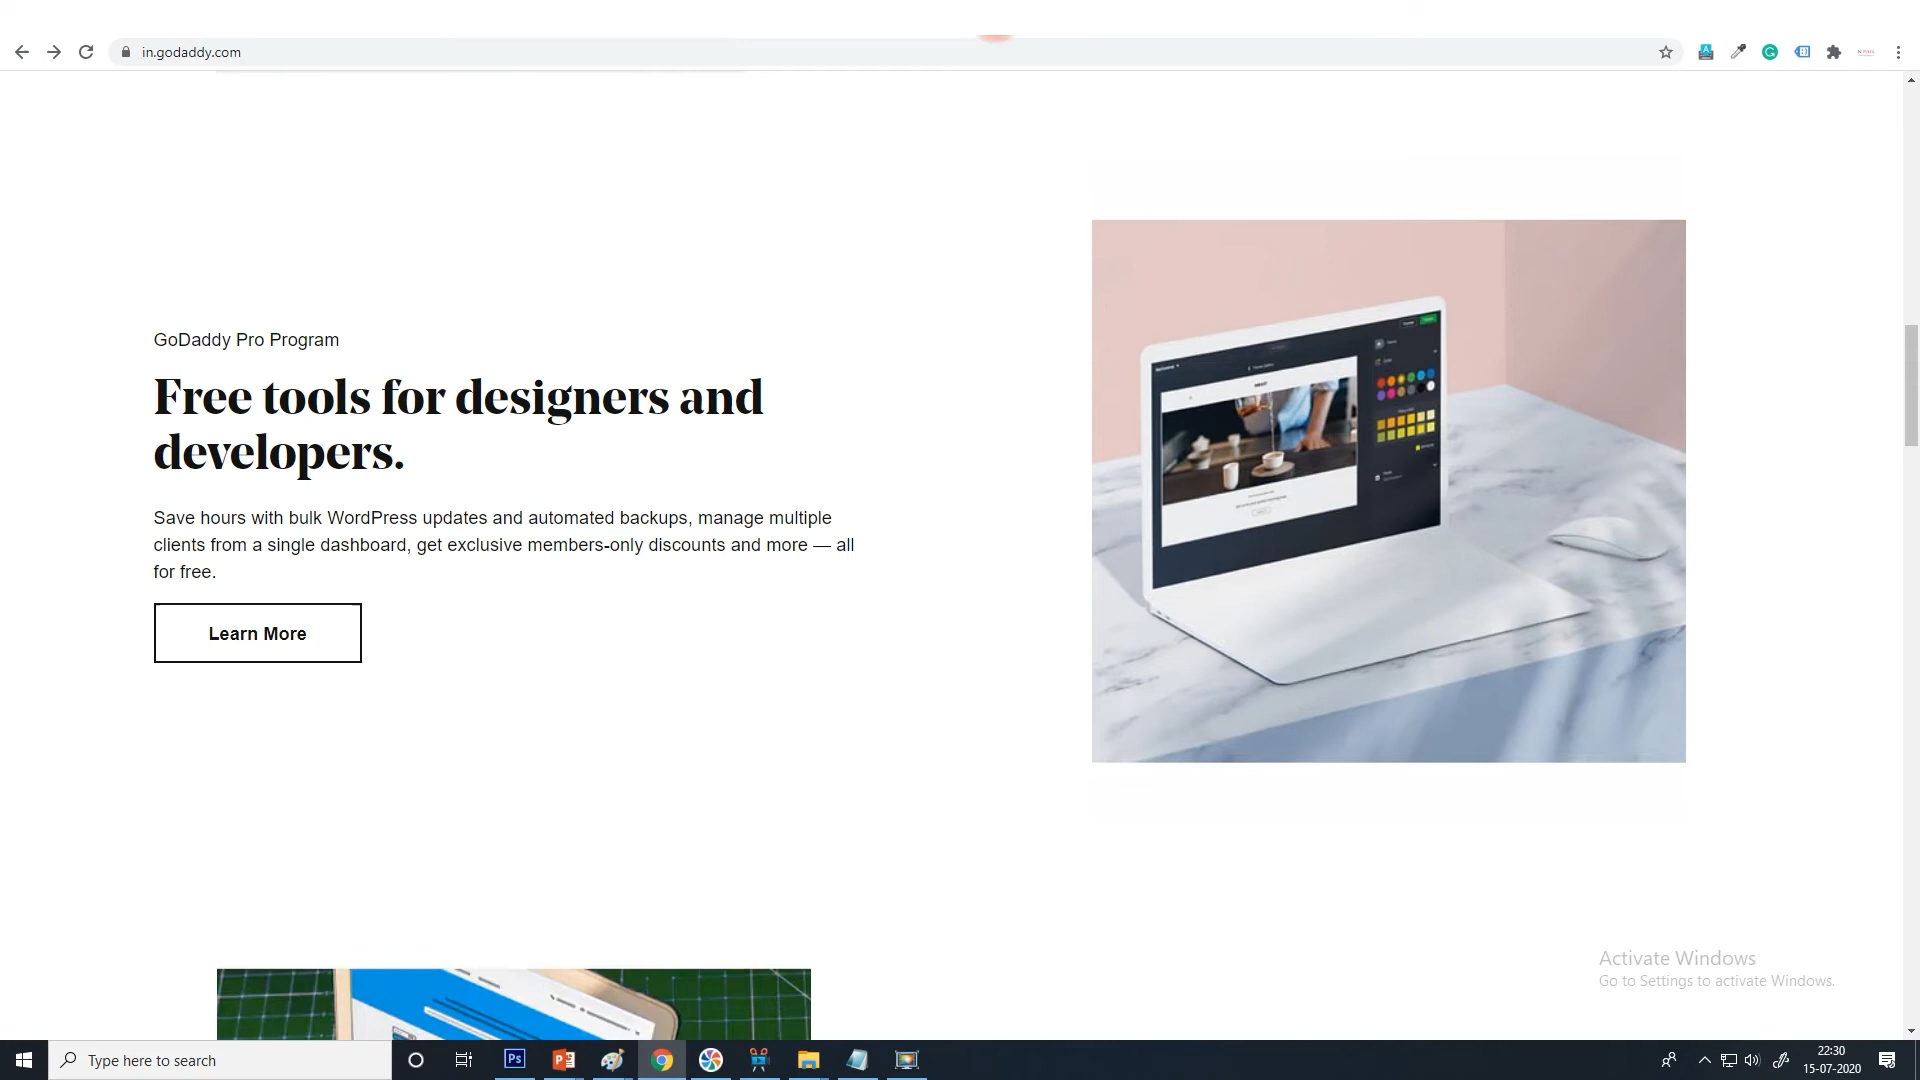 in.godaddy.com
GoDaddy Pro Program
Free tools for designers and
developers.
Save hours with bulk WordPress updates and automated backups, manage multiple
clients from a single dashboard, get exclusive members-only discounts and more — all
for free.
Learn More
Activate Windows
Go to Settings to activate Windows.
Type here to search
Ps
22:30
15-07-2020